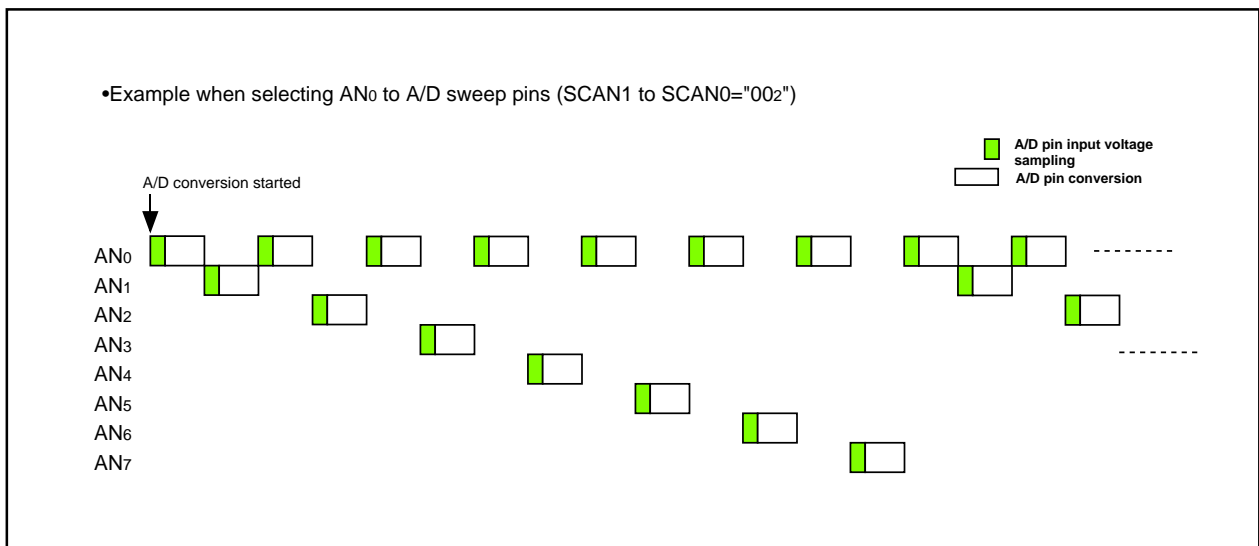 •Example when selecting AN0 to A/D sweep pins (SCAN1 to SCAN0="002")
A/D pin input voltage
sampling
A/D pin conversion
A/D conversion started
AN0
AN1
AN2
AN3
AN4
AN5
AN6
AN7